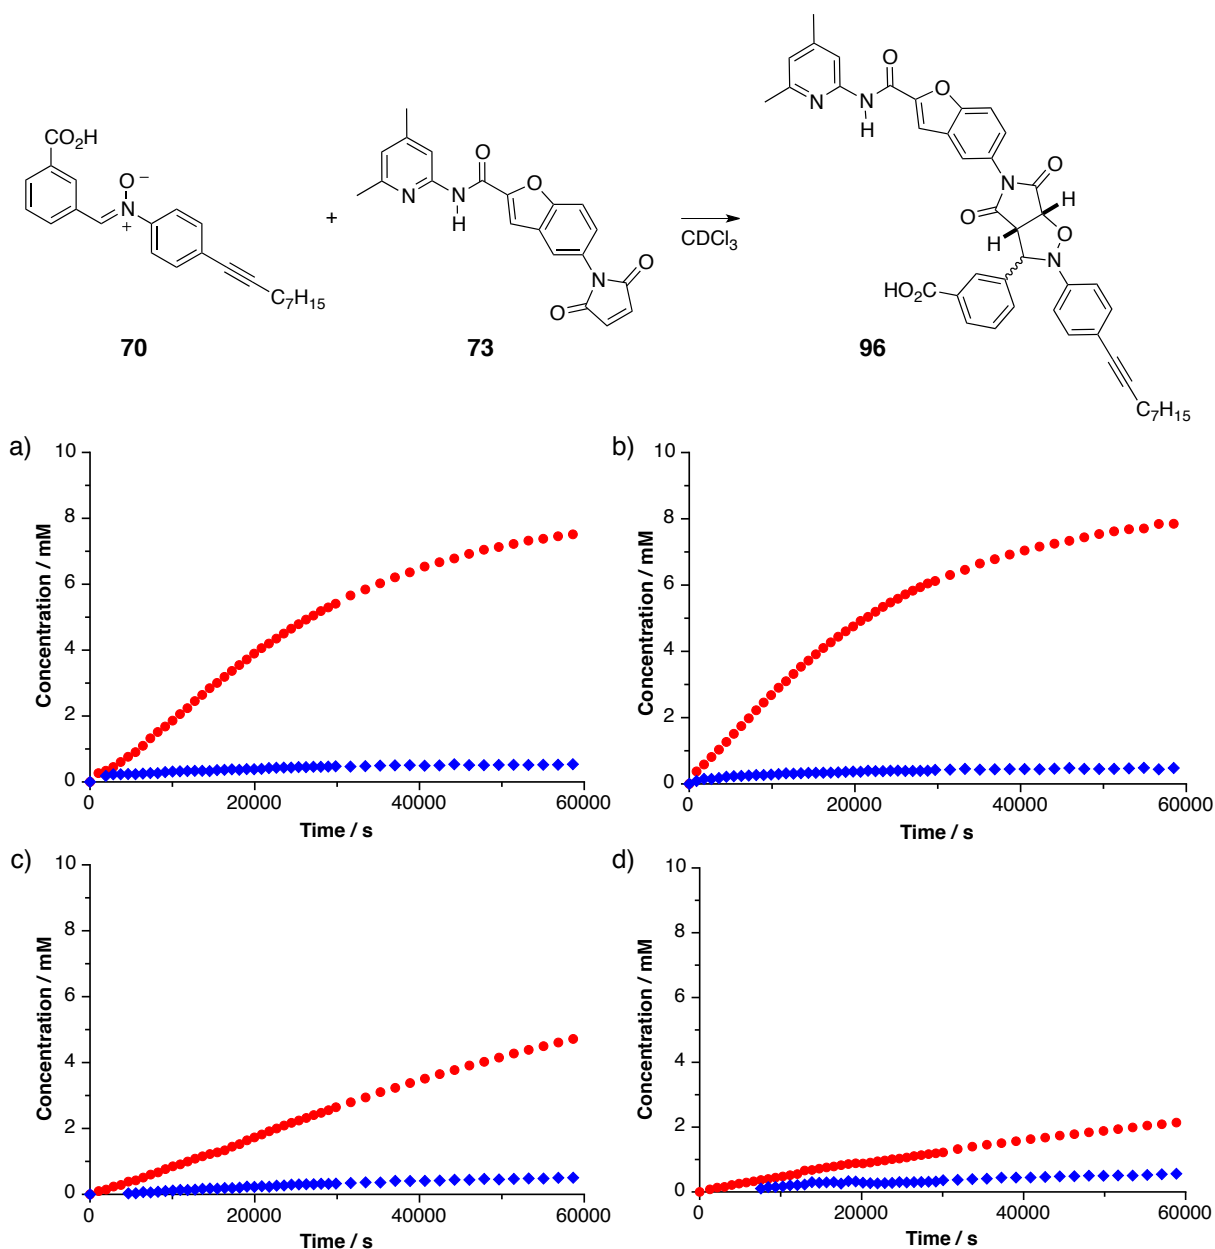 CO₂H
O⁻
N⁺
C₇H₁₅
70
+
N
N
H
O
O
O
N
O
73
CDCl₃
N
N
H
O
O
N
O
O
H
H
O
N
HO₂C
C₇H₁₅
96
a)
Concentration / mM
10
8
6
4
2
0
0 20000 40000 60000
Time / s
b)
Concentration / mM
10
8
6
4
2
0
0 20000 40000 60000
Time / s
c)
Concentration / mM
10
8
6
4
2
0
0 20000 40000 60000
Time / s
d)
Concentration / mM
10
8
6
4
2
0
0 20000 40000 60000
Time / s